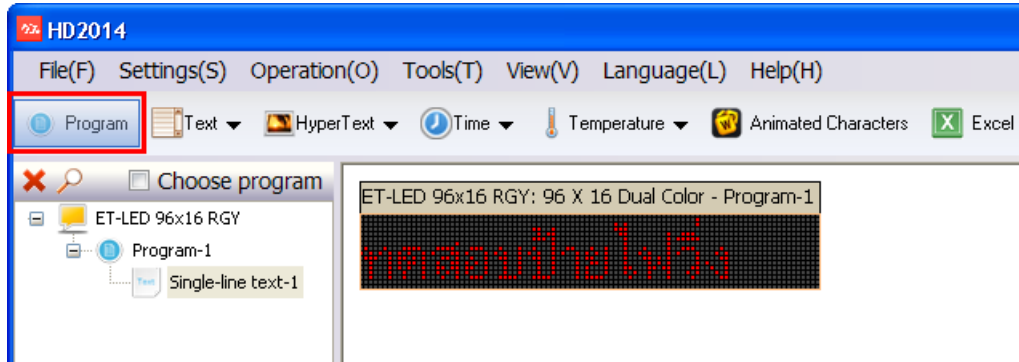 HD2014
File(F) Settings(S) Operation(O) Tools(T) View(V) Language(L) Help(H)
Program Text HyperText Time Temperature Animated Characters Excel
Choose program
ET-LED 96x16 RGY
Program-1
Single-line text-1
ET-LED 96x16 RGY: 96 X 16 Dual Color - Program-1
ทดสอบป้ายไฟวิ่ง